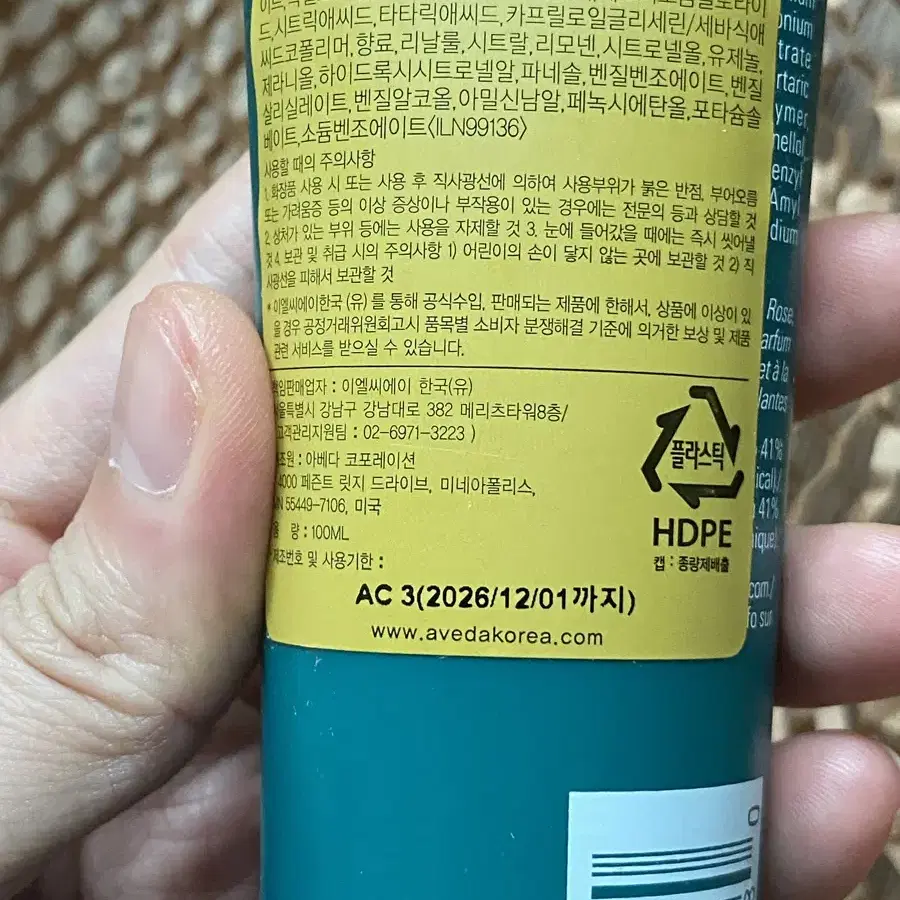 드,시트릭애씨드,타타릭애씨드,카프릴로일글리세린/세바식애
씨드코폴리머,향료,리날룰,시트랄,리모넨,시트로넬올,유제놀,
제라니올,하이드록시시트로넬알,파네솔,벤질벤조에이트,벤질
살리실레이트,벤질알코올,아밀신남알,페녹시에탄올,포타슘솔
베이트,소듐벤조에이트〈ILN99136〉
사용할 때의 주의사항
1. 화장품 사용 시 또는 사용 후 직사광선에 의하여 사용부위가 붉은 반점, 부어오름
또는 가려움증 등의 이상 증상이나 부작용이 있는 경우에는 전문의 등과 상담할 것
2. 상처가 있는 부위 등에는 사용을 자제할 것 3. 눈에 들어갔을 때에는 즉시 씻어낼
것 4. 보관 및 취급 시의 주의사항 1) 어린이의 손이 닿지 않는 곳에 보관할 것 2) 직
사광선을 피해서 보관할 것
* 이엘씨에이한국 (유) 를 통해 공식수입, 판매되는 제품에 한해서, 상품에 이상이 있
을 경우 공정거래위원회고시 품목별 소비자 분쟁해결 기준에 의거한 보상 및 제품
관련 서비스를 받으실 수 있습니다.
책임판매업자 : 이엘씨에이 한국(유)
서울특별시 강남구 강남대로 382 메리츠타워8층/
고객관리지원팀 : 02-6971-3223 )
제조원 : 아베다 코포레이션
4000 페즌트 릿지 드라이브, 미네아폴리스,
MN 55449-7106, 미국
용 량 : 100ML
제조번호 및 사용기한 :
AC 3(2026/12/01까지)
www.avedakorea.com
플라스틱
HDPE
캡 : 종량제배출
Rose,
41%
41%
0